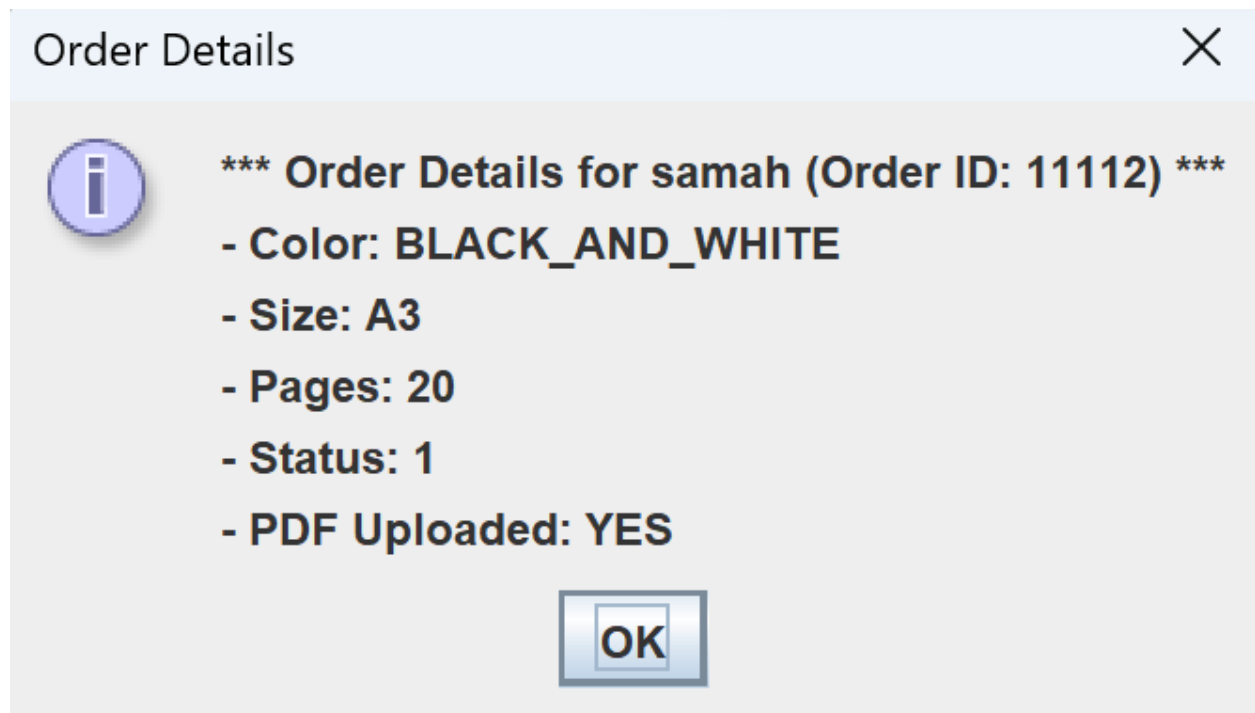 Order Details
*** Order Details for samah (Order ID: 11112) ***
- Color: BLACK_AND_WHITE
- Size: A3
- Pages: 20
- Status: 1
- PDF Uploaded: YES
OK